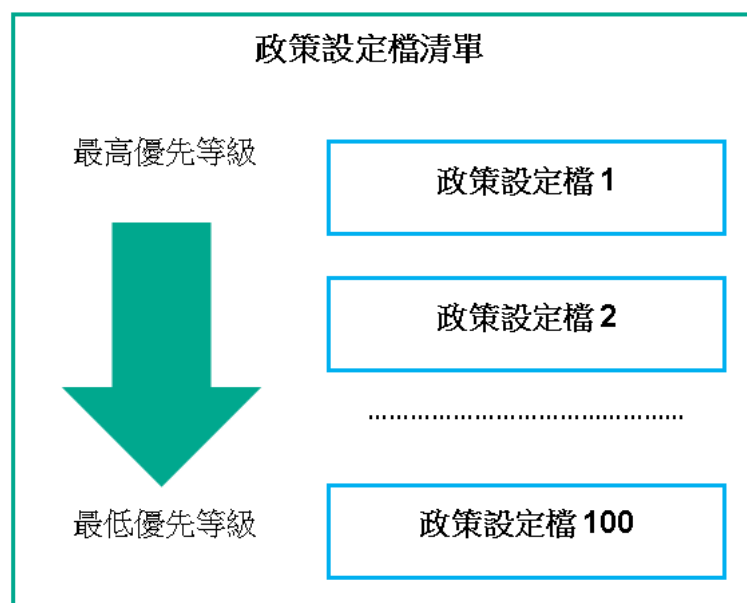 政策設定檔清單
最高優先等級
政策設定檔 1
政策設定檔 2
................................................
最低優先等級
政策設定檔 100